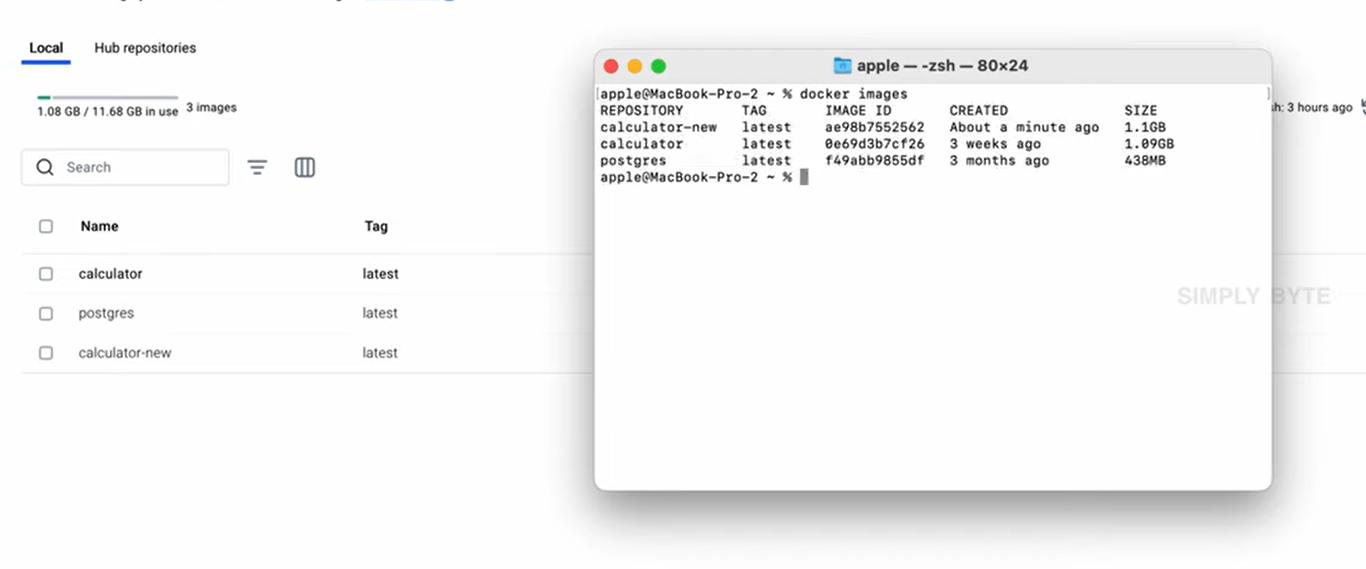 Local Hub repositories
1.08 GB / 11.68 GB in use 3 images
Search
Name Tag
calculator latest
postgres latest
calculator-new latest
apple — -zsh — 80×24
[apple@MacBook-Pro-2 ~ % docker images ]
REPOSITORY TAG IMAGE ID CREATED SIZE
calculator-new latest ae98b7552562 About a minute ago 1.1GB
calculator latest 0e69d3b7cf26 3 weeks ago 1.09GB
postgres latest f49abb9855df 3 months ago 438MB
apple@MacBook-Pro-2 ~ %
3 hours ago
SIMPLY BYTE